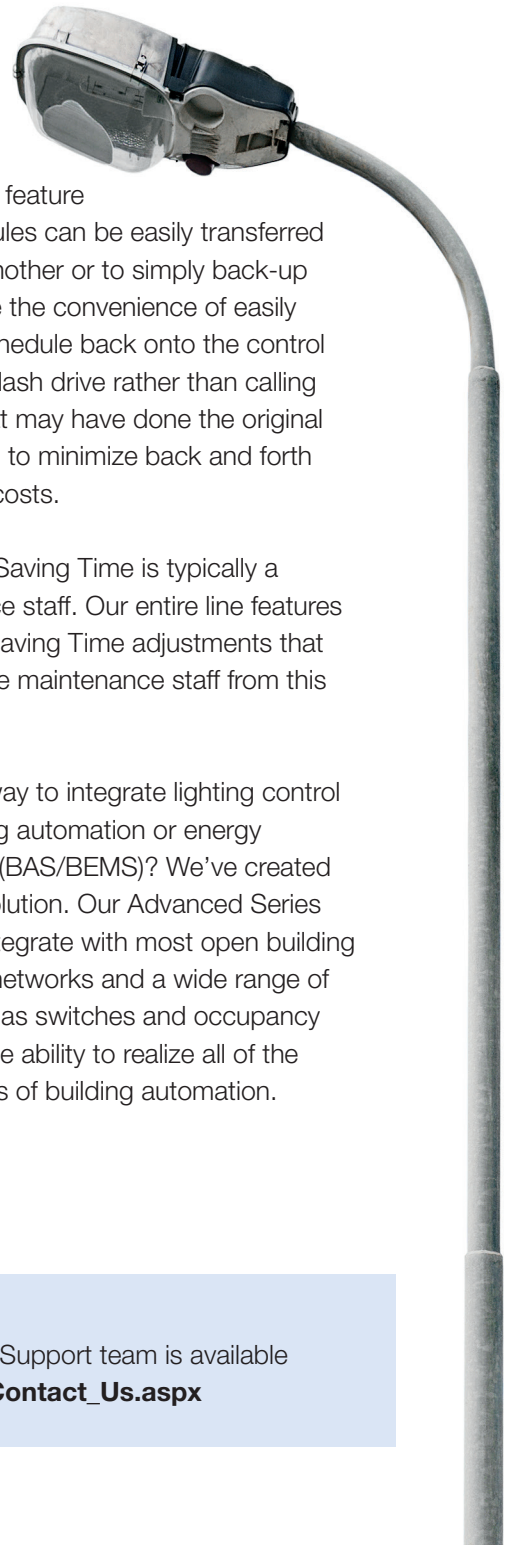 feature
ules can be easily transferred
nother or to simply back-up
e the convenience of easily
hedule back onto the control
lash drive rather than calling
t may have done the original
to minimize back and forth
costs.
Saving Time is typically a
ce staff. Our entire line features
aving Time adjustments that
e maintenance staff from this
vay to integrate lighting control
g automation or energy
(BAS/BEMS)? We’ve created
olution. Our Advanced Series
tegrate with most open building
networks and a wide range of
as switches and occupancy
e ability to realize all of the
s of building automation.
Support team is available
Contact_Us.aspx